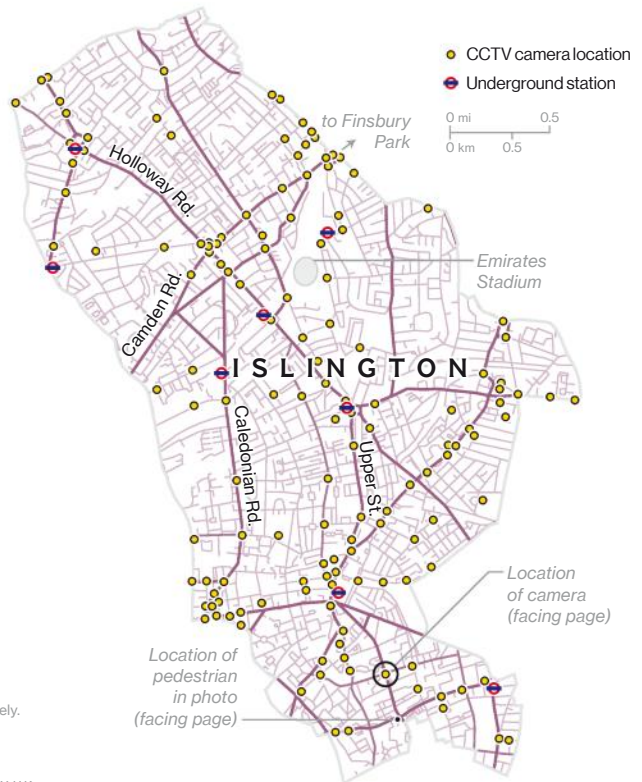 CCTV camera location
Underground station
0 mi 0.5
0 km 0.5
to Finsbury
Park
Holloway Rd.
Emirates
Stadium
Camden Rd.
ISLINGTON
Caledonian Rd.
Upper St.
Location
of camera
(facing page)
Location of
pedestrian
in photo
(facing page)
ely.